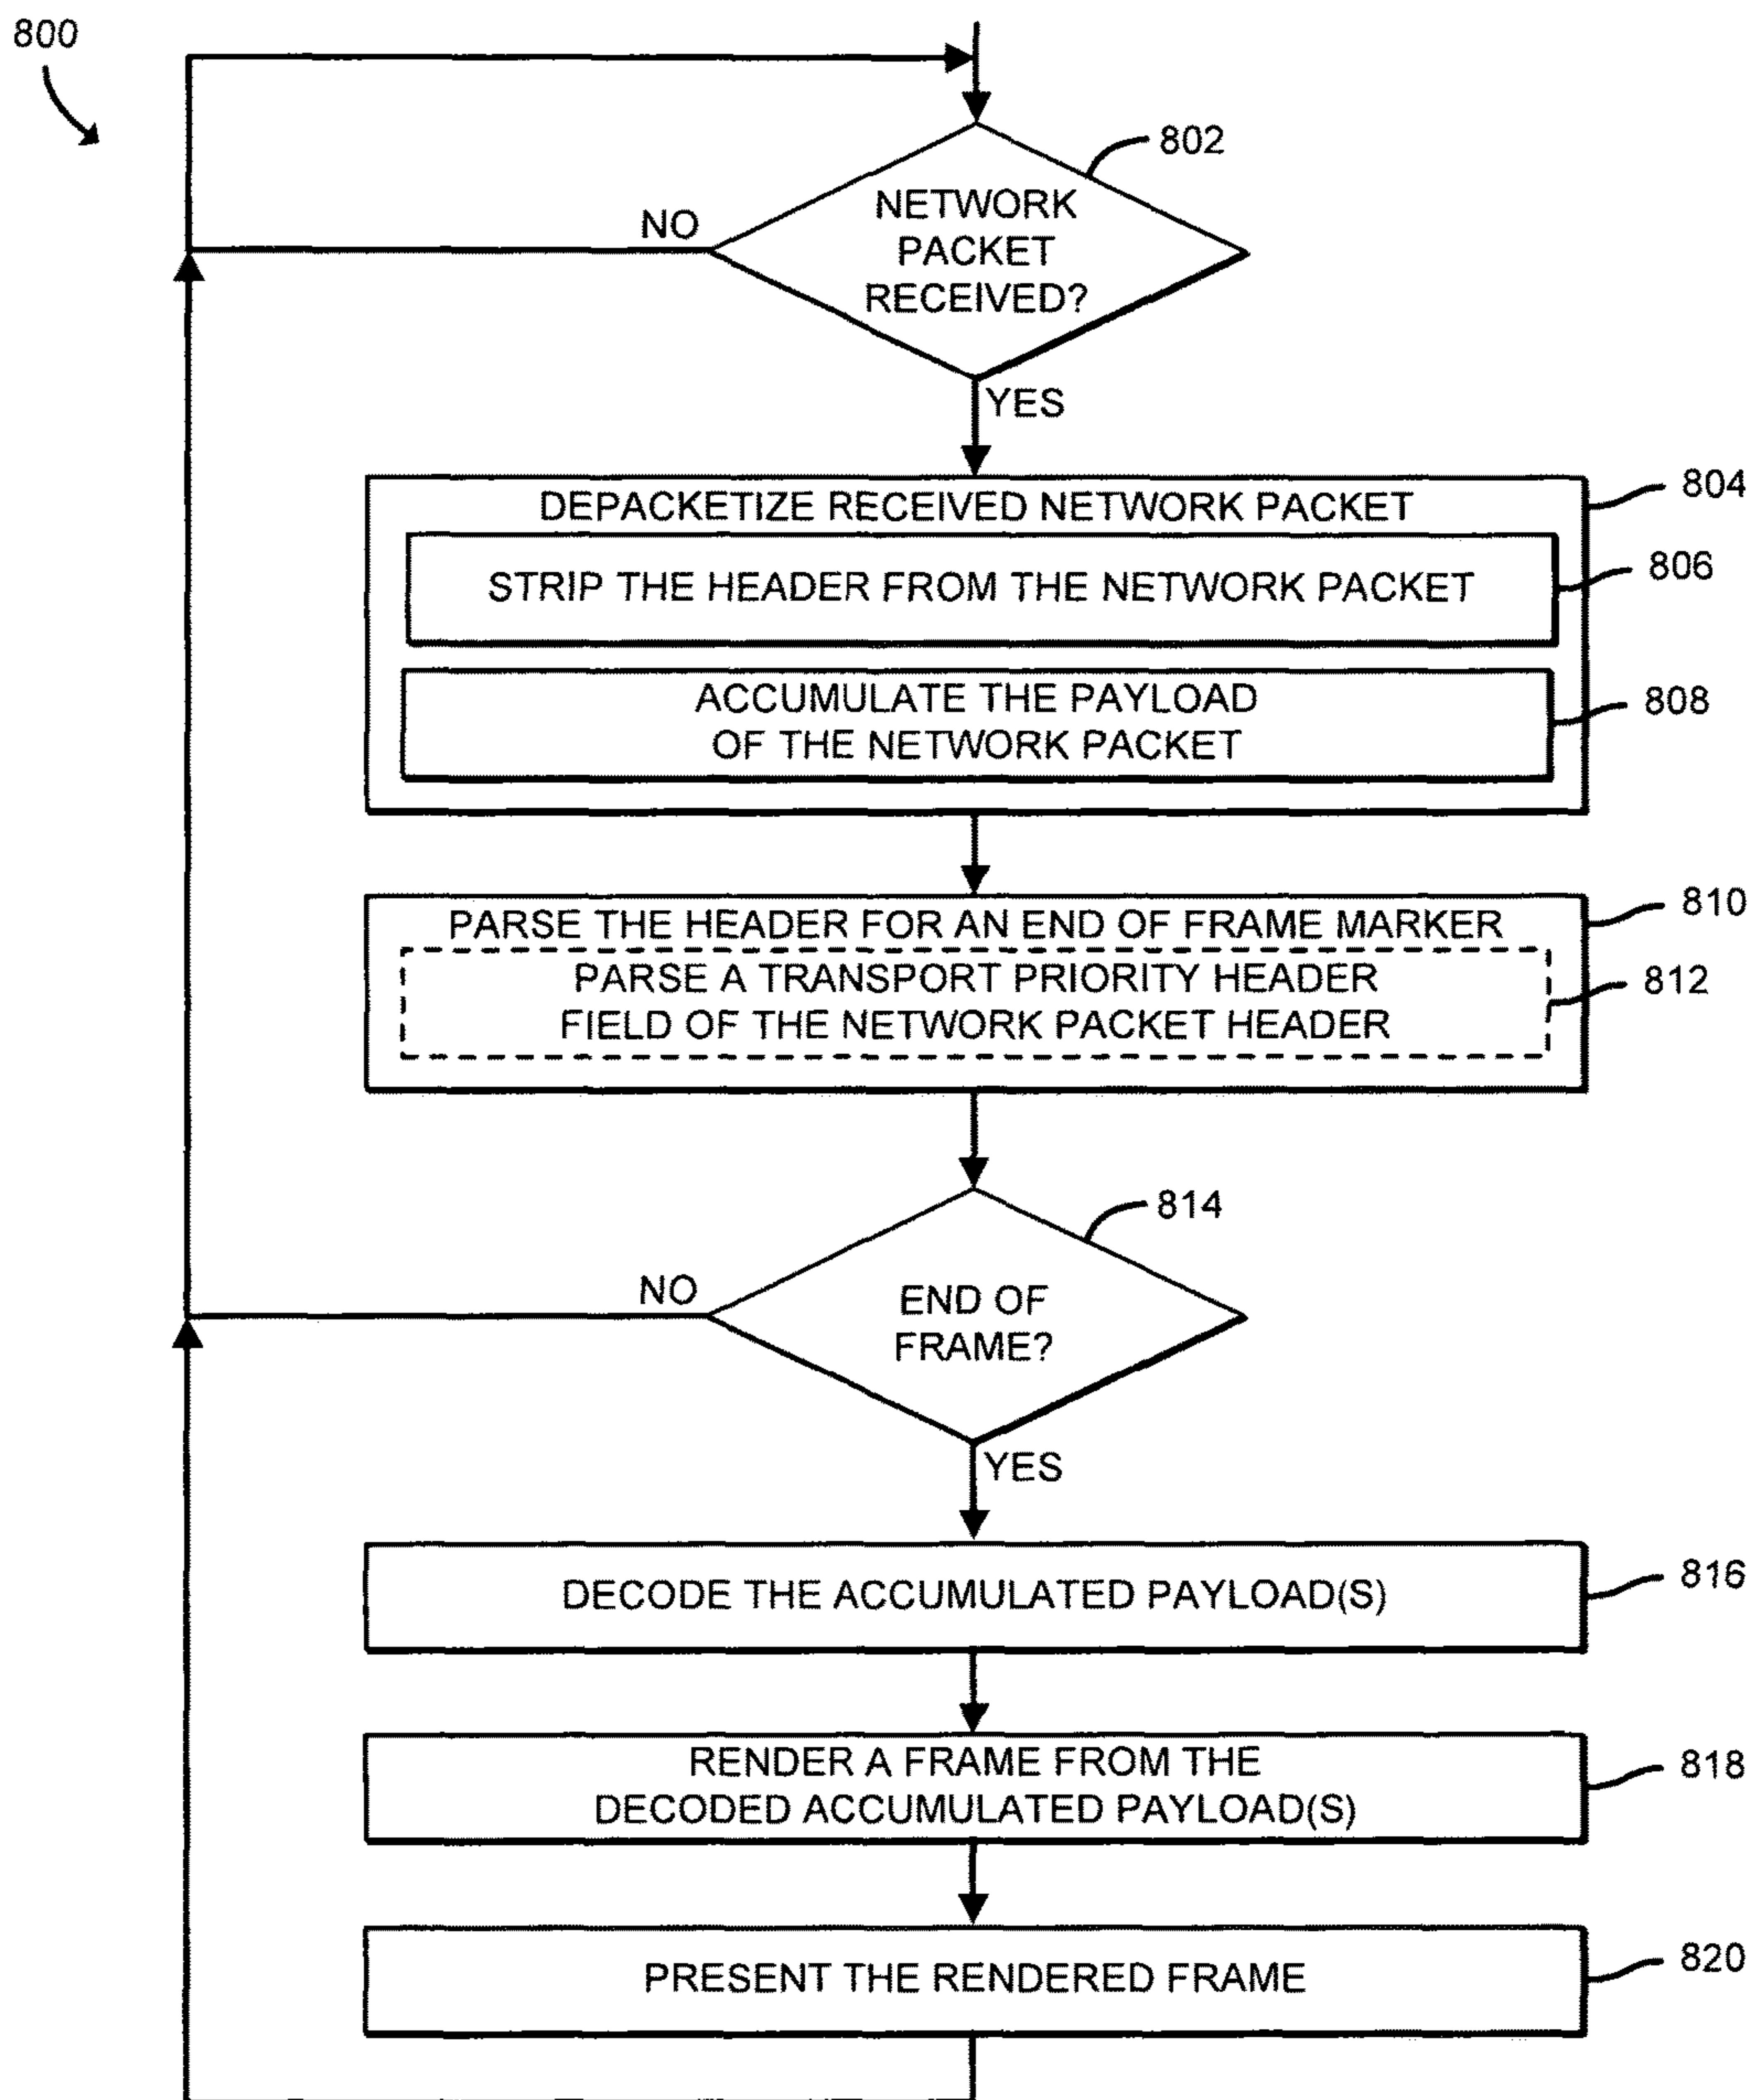 800
802
NETWORK
PACKET
RECEIVED?
NO
YES
804
DEPACKETIZE RECEIVED NETWORK PACKET
806
STRIP THE HEADER FROM THE NETWORK PACKET
808
ACCUMULATE THE PAYLOAD
OF THE NETWORK PACKET
810
PARSE THE HEADER FOR AN END OF FRAME MARKER
812
PARSE A TRANSPORT PRIORITY HEADER
FIELD OF THE NETWORK PACKET HEADER
814
NO
END OF
FRAME?
YES
816
DECODE THE ACCUMULATED PAYLOAD(S)
818
RENDER A FRAME FROM THE
DECODED ACCUMULATED PAYLOAD(S)
820
PRESENT THE RENDERED FRAME